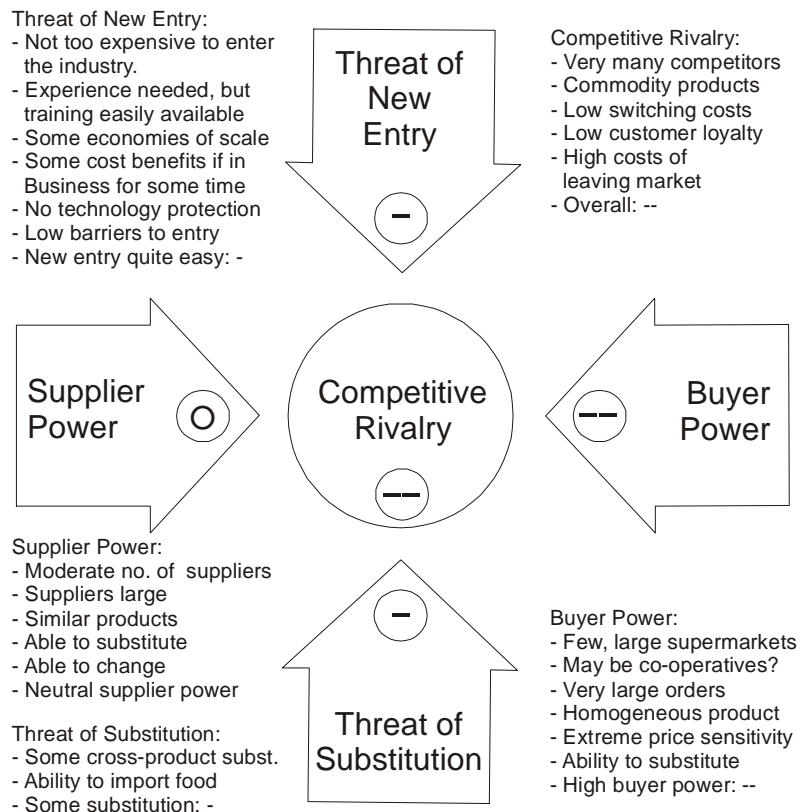 Threat of New Entry:
- Not too expensive to enter
the industry.
- Experience needed, but
training easily available
- Some economies of scale
- Some cost benefits if in
Business for some time
- No technology protection
- Low barriers to entry
- New entry quite easy: -
Threat of
New
Entry
-
Competitive Rivalry:
- Very many competitors
- Commodity products
- Low switching costs
- Low customer loyalty
- High costs of
leaving market
- Overall: --
Supplier
Power
O
Competitive
Rivalry
--
--
Buyer
Power
Supplier Power:
- Moderate no. of suppliers
- Suppliers large
- Similar products
- Able to substitute
- Able to change
- Neutral supplier power
Threat of Substitution:
- Some cross-product subst.
- Ability to import food
- Some substitution: -
-
Threat of
Substitution
Buyer Power:
- Few, large supermarkets
- May be co-operatives?
- Very large orders
- Homogeneous product
- Extreme price sensitivity
- Ability to substitute
- High buyer power: --